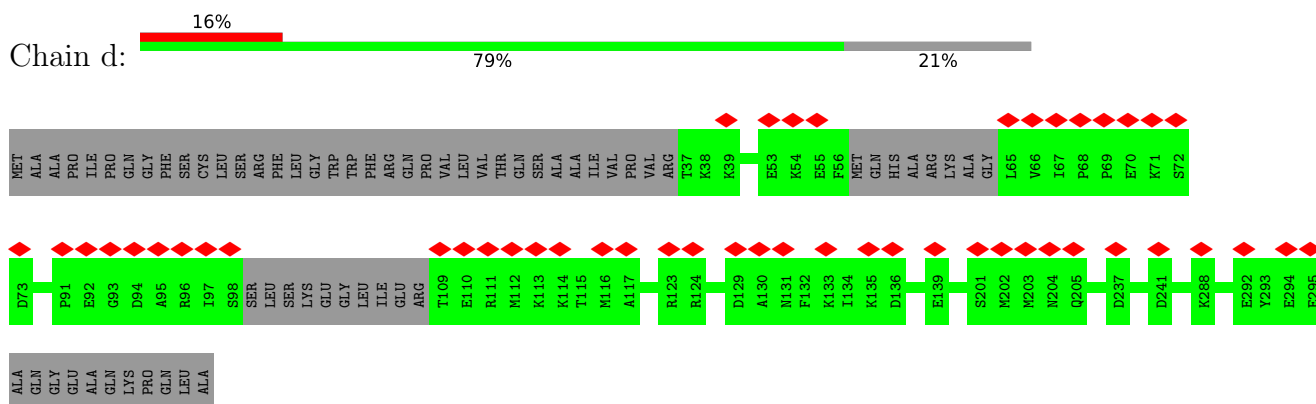 16%
Chain d:
79% 21%
MET ALA ALA PRO ILE PRO GLN GLY PHE SER CYS LEU SER ARG PHE LEU GLY TRP TRP PHE ARG GLN PRO VAL LEU VAL THR GLN SER ALA ALA ILE VAL PRO VAL ARG T37 K38 K39 E53 K54 E55 F56 MET GLN HIS ALA ARG LYS ALA GLY L65 V66 I67 P68 P69 E70 K71 S72
D73 P91 E92 G93 D94 A95 R96 I97 S98 SER LEU SER LYS GLU GLY LEU ILE GLU ARG T109 E110 R111 M112 K113 K114 T115 M116 A117 R123 R124 D129 A130 N131 F132 K133 I134 K135 D136 E139 S201 M202 M203 N204 Q205 D237 D241 K288 E292 Y293 E294 E295
ALA GLN GLY GLU ALA GLN LYS PRO GLN LEU ALA